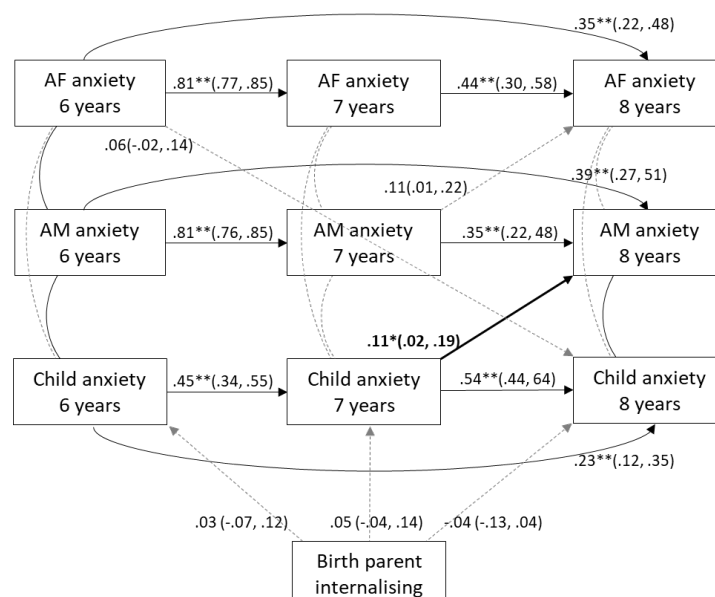 .35**(.22, .48)
AF anxiety
6 years
.81**(.77, .85)
AF anxiety
7 years
.44**(.30, .58)
AF anxiety
8 years
.06(-.02, .14)
.11(.01, .22)
.39**(.27, 51)
AM anxiety
6 years
.81**(.76, .85)
AM anxiety
7 years
.35**(.22, 48)
AM anxiety
8 years
.11*(.02, .19)
Child anxiety
6 years
.45**(.34, .55)
Child anxiety
7 years
.54**(.44, 64)
Child anxiety
8 years
.23**(.12, .35)
.03 (-.07, .12)
.05 (-.04, .14)
-.04 (-.13, .04)
Birth parent
internalising